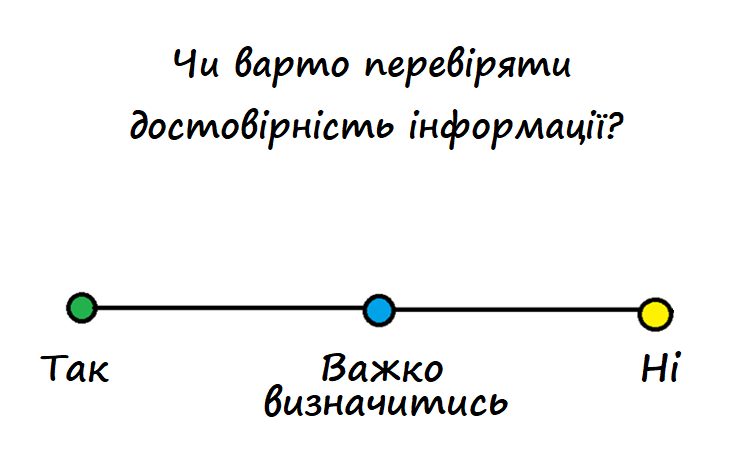 Чи варто перевіряти
достовірність інформації?
Так
Важко
визначитись
Ні